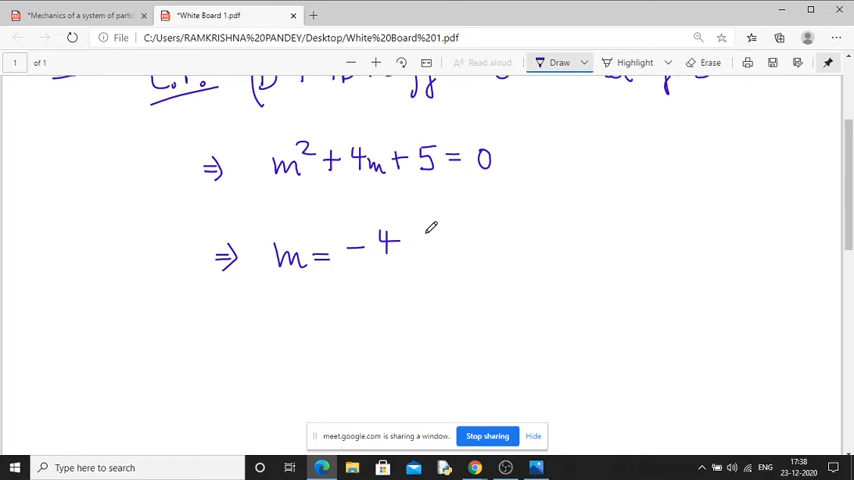 *Mechanics of a system of parti
*White Board 1.pdf
File
C:/Users/RAMKRISHNA%20PANDEY/Desktop/White%20Board%201.pdf
1 of 1
Read aloud
Draw
Highlight
Erase
⇒ m² + 4m + 5 = 0
⇒ m = - 4
meet.google.com is sharing a window.
Stop sharing
Hide
Type here to search
ENG
17:38
23-12-2020